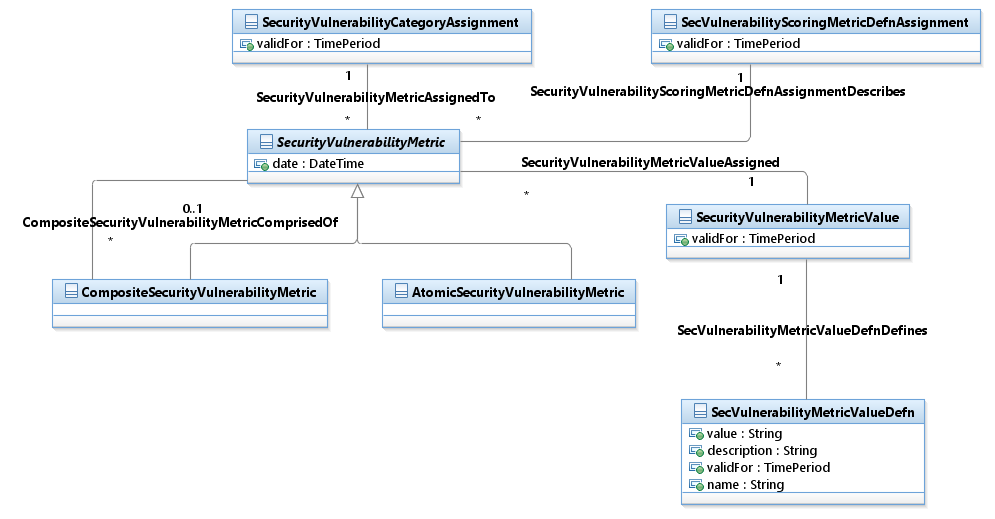 SecurityVulnerabilityCategoryAssignment
validFor : TimePeriod
SecVulnerabilityScoringMetricDefnAssignment
validFor : TimePeriod
1
SecurityVulnerabilityMetricAssignedTo
*
1
SecurityVulnerabilityScoringMetricDefnAssignmentDescribes
*
SecurityVulnerabilityMetric
date : DateTime
SecurityVulnerabilityMetricValueAssigned
*
1
0..1
CompositeSecurityVulnerabilityMetricComprisedOf
*
SecurityVulnerabilityMetricValue
validFor : TimePeriod
CompositeSecurityVulnerabilityMetric
AtomicSecurityVulnerabilityMetric
1
SecVulnerabilityMetricValueDefnDefines
*
SecVulnerabilityMetricValueDefn
value : String
description : String
validFor : TimePeriod
name : String